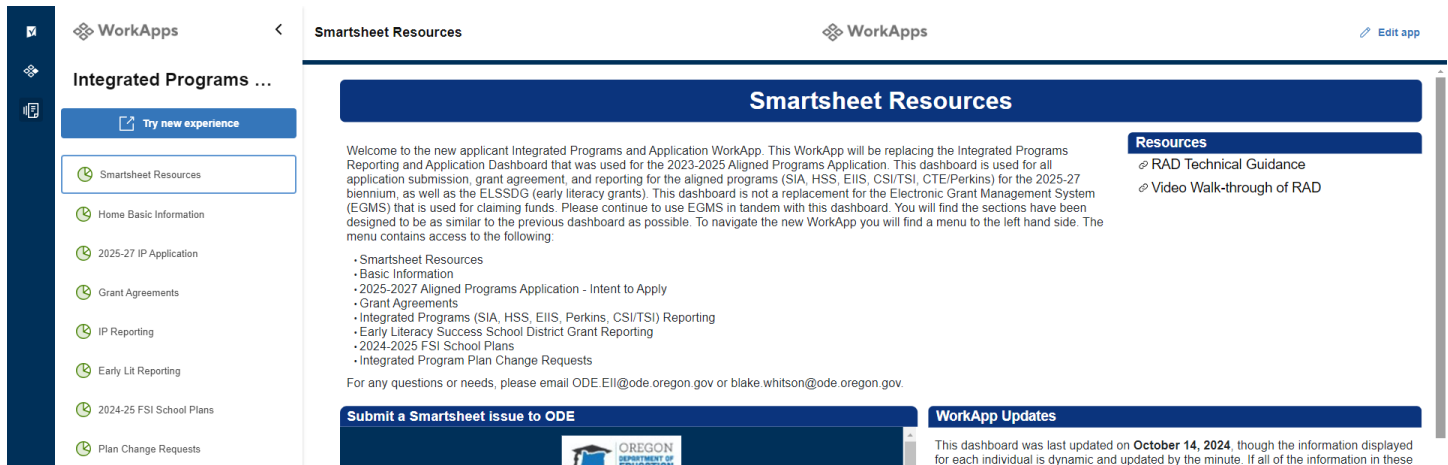 WorkApps
Integrated Programs ...
Try new experience
Smartsheet Resources
Home Basic Information
2025-27 IP Application
Grant Agreements
IP Reporting
Early Lit Reporting
2024-25 FSI School Plans
Plan Change Requests
Smartsheet Resources
WorkApps
Edit app
Smartsheet Resources
Welcome to the new applicant Integrated Programs and Application WorkApp. This WorkApp will be replacing the Integrated Programs
Reporting and Application Dashboard that was used for the 2023-2025 Aligned Programs Application. This dashboard is used for all
application submission, grant agreement, and reporting for the aligned programs (SIA, HSS, EIIS, CSI/TSI, CTE/Perkins) for the 2025-27
biennium, as well as the ELSSDG (early literacy grants). This dashboard is not a replacement for the Electronic Grant Management System
(EGMS) that is used for claiming funds. Please continue to use EGMS in tandem with this dashboard. You will find the sections have been
designed to be as similar to the previous dashboard as possible. To navigate the new WorkApp you will find a menu to the left hand side. The
menu contains access to the following:
• Smartsheet Resources
• Basic Information
• 2025-2027 Aligned Programs Application - Intent to Apply
• Grant Agreements
• Integrated Programs (SIA, HSS, EIIS, Perkins, CSI/TSI) Reporting
• Early Literacy Success School District Grant Reporting
• 2024-2025 FSI School Plans
• Integrated Program Plan Change Requests
For any questions or needs, please email ODE.EII@ode.oregon.gov or blake.whitson@ode.oregon.gov.
Resources
RAD Technical Guidance
Video Walk-through of RAD
Submit a Smartsheet issue to ODE
OREGON
DEPARTMENT OF
EDUCATION
WorkApp Updates
This dashboard was last updated on October 14, 2024, though the information displayed
for each individual is dynamic and updated by the minute. If all of the information in these